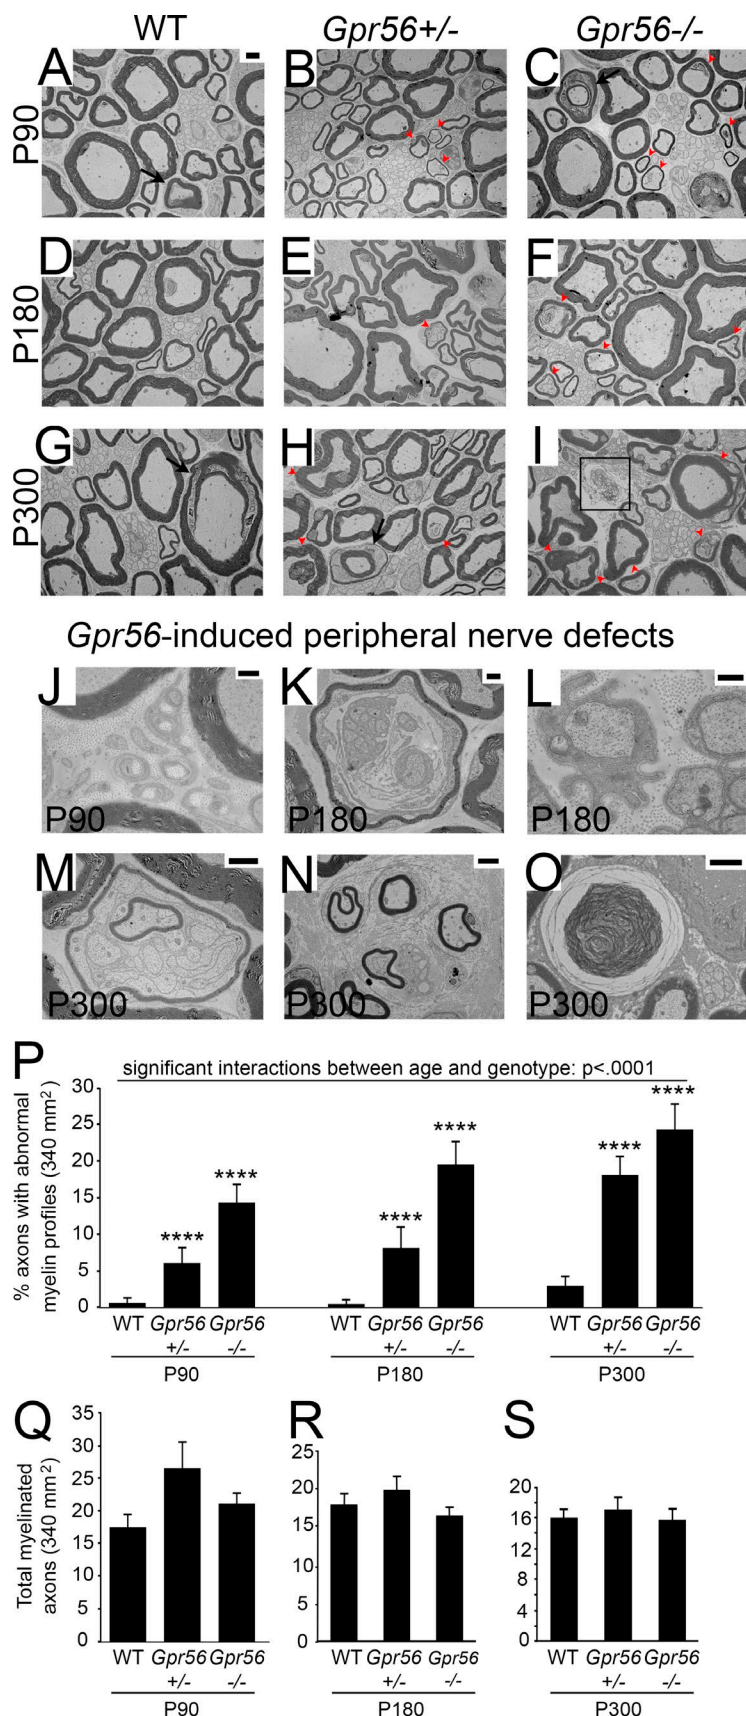 WT
Gpr56+/-
Gpr56-/-
P90
A
B
C
P180
D
E
F
P300
G
H
I
Gpr56-induced peripheral nerve defects
J
P90
K
P180
L
P180
M
P300
N
P300
O
P300
P
significant interactions between age and genotype: p<.0001
% axons with abnormal
myelin profiles (340 mm²)
30
25
20
15
10
5
0
****
****
****
****
****
****
WT Gpr56 Gpr56
+/- -/-
P90
WT Gpr56 Gpr56
+/- -/-
P180
WT Gpr56 Gpr56
+/- -/-
P300
Q
Total myelinated
axons (340 mm²)
35
30
25
20
15
10
5
0
WT Gpr56 Gpr56
+/- -/-
P90
R
25
20
15
10
5
0
WT Gpr56 Gpr56
+/- -/-
P180
S
20
16
8
4
2
0
WT Gpr56 Gpr56
+/- -/-
P300